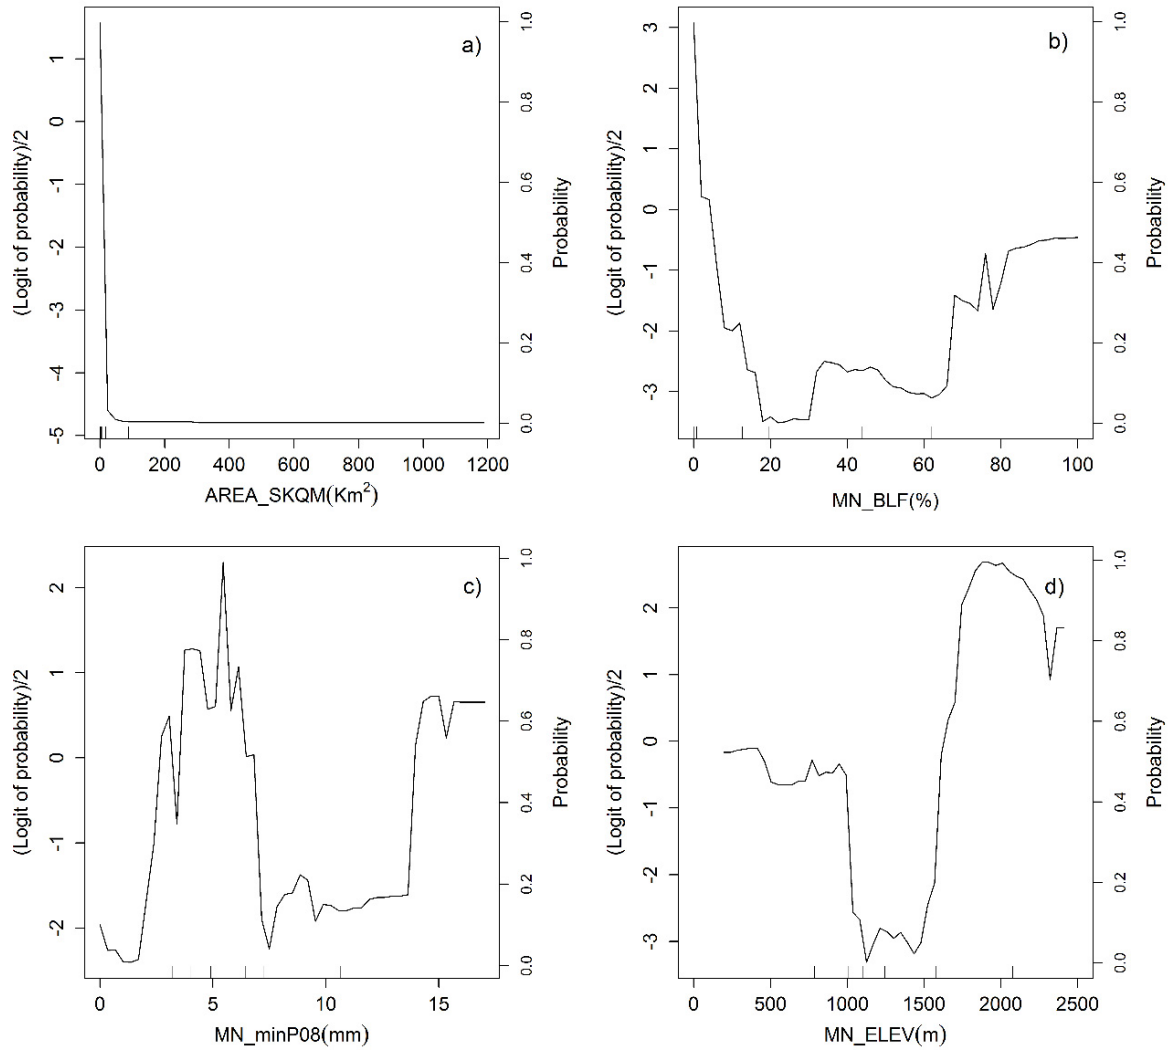 a)
(Logit of probability)/2
1
0
-1
-2
-3
-4
-5
1.0
0.8
0.6
0.4
0.2
0.0
Probability
0 200 400 600 800 1000 1200
AREA_SKQM(Km²)
b)
(Logit of probability)/2
3
2
1
0
-1
-2
-3
1.0
0.8
0.6
0.4
0.2
0.0
Probability
0 20 40 60 80 100
MN_BLF(%)
c)
(Logit of probability)/2
2
1
0
-1
-2
1.0
0.8
0.6
0.4
0.2
0.0
Probability
0 5 10 15
MN_minP08(mm)
d)
(Logit of probability)/2
2
1
0
-1
-2
-3
1.0
0.8
0.6
0.4
0.2
0.0
Probability
0 500 1000 1500 2000 2500
MN_ELEV(m)